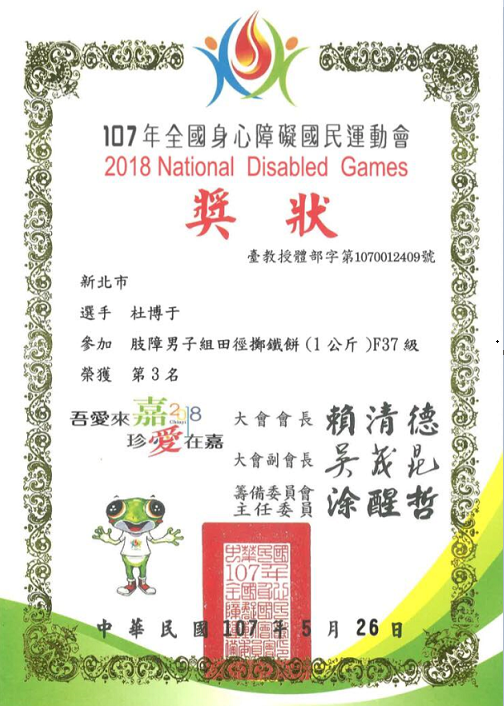 107年全國身心障礙國民運動會
2018 National Disabled Games
獎狀
臺教授體部字第1070012409號
新北市
選手 杜博于
參加 肢障男子組田徑擲鐵餅(1公斤)F37級
榮獲 第3名
吾愛來嘉2018
Chiayi
珍愛在嘉
大會會長 賴清德
大會副會長 吳茂昆
籌備委員會
主任委員 涂醒哲
中華民國107年5月26日